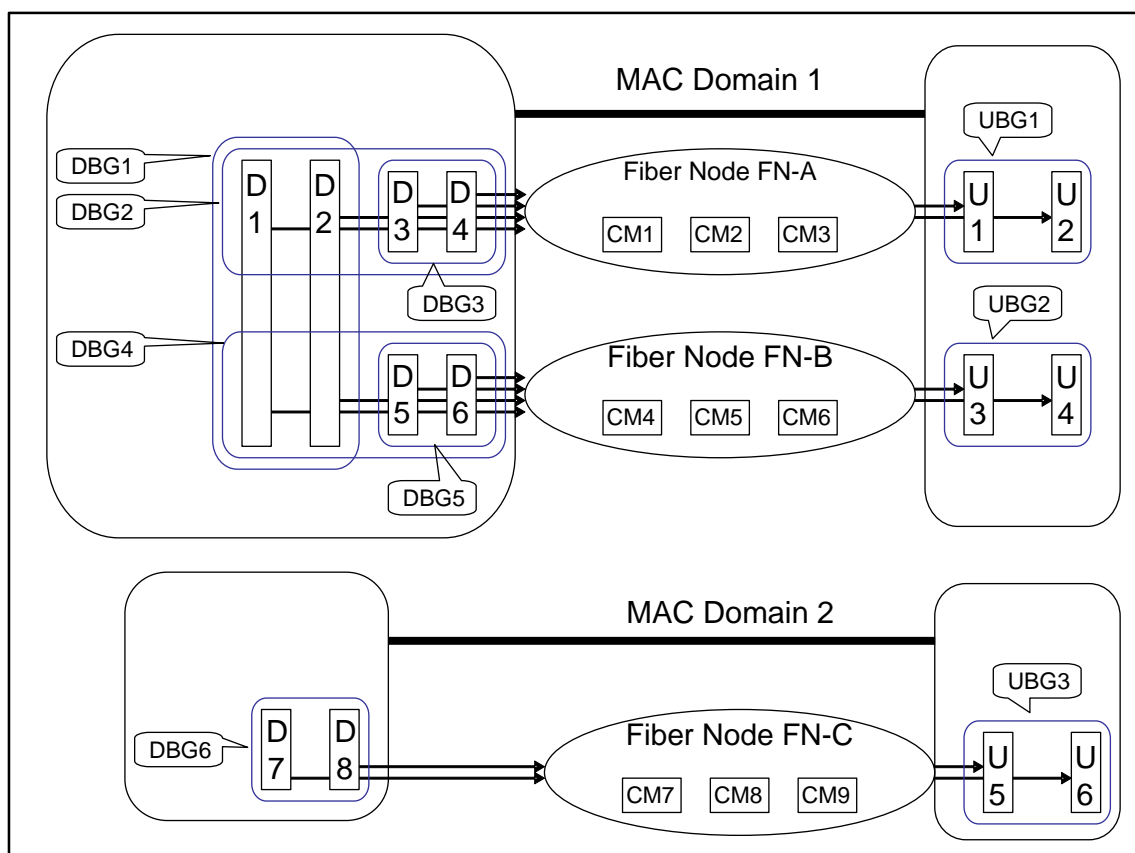 MAC Domain 1
UBG1
DBG1
DBG2
D 1
D 2
D 3
D 4
Fiber Node FN-A
CM1 CM2 CM3
U 1
U 2
DBG3
UBG2
DBG4
D 5
D 6
Fiber Node FN-B
CM4 CM5 CM6
U 3
U 4
DBG5
MAC Domain 2
UBG3
DBG6
D 7
D 8
Fiber Node FN-C
CM7 CM8 CM9
U 5
U 6